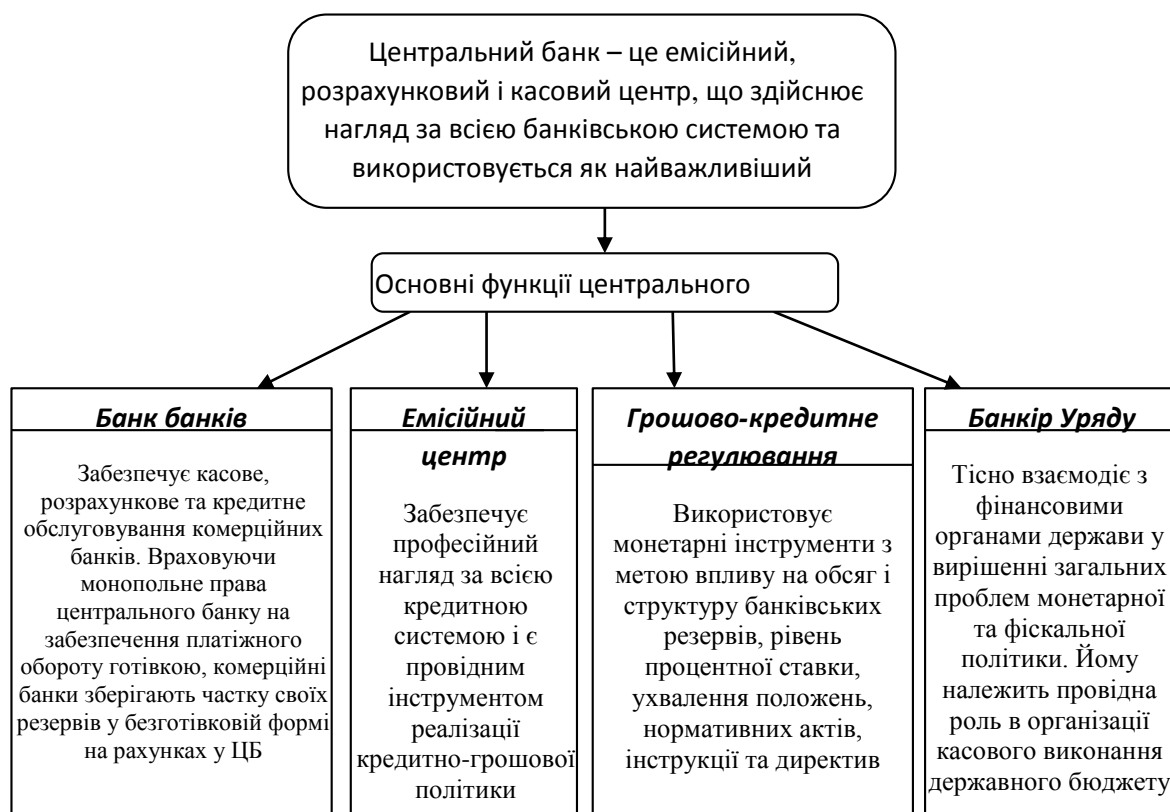 Центральний банк – це емісійний,
розрахунковий і касовий центр, що здійснює
нагляд за всією банківською системою та
використовується як найважливіший
Основні функції центрального
Банк банків
Забезпечує касове,
розрахункове та кредитне
обслуговування комерційних
банків. Враховуючи
монопольне права
центрального банку на
забезпечення платіжного
обороту готівкою, комерційні
банки зберігають частку своїх
резервів у безготівковій формі
на рахунках у ЦБ
Емісійний
центр
Забезпечує
професійний
нагляд за всією
кредитною
системою і є
провідним
інструментом
реалізації
кредитно-грошової
політики
Грошово-кредитне
регулювання
Використовує
монетарні інструменти з
метою впливу на обсяг і
структуру банківських
резервів, рівень
процентної ставки,
ухвалення положень,
нормативних актів,
інструкції та директив
Банкір Уряду
Тісно взаємодіє з
фінансовими
органами держави у
вирішенні загальних
проблем монетарної
та фіскальної
політики. Йому
належить провідна
роль в організації
касового виконання
державного бюджету